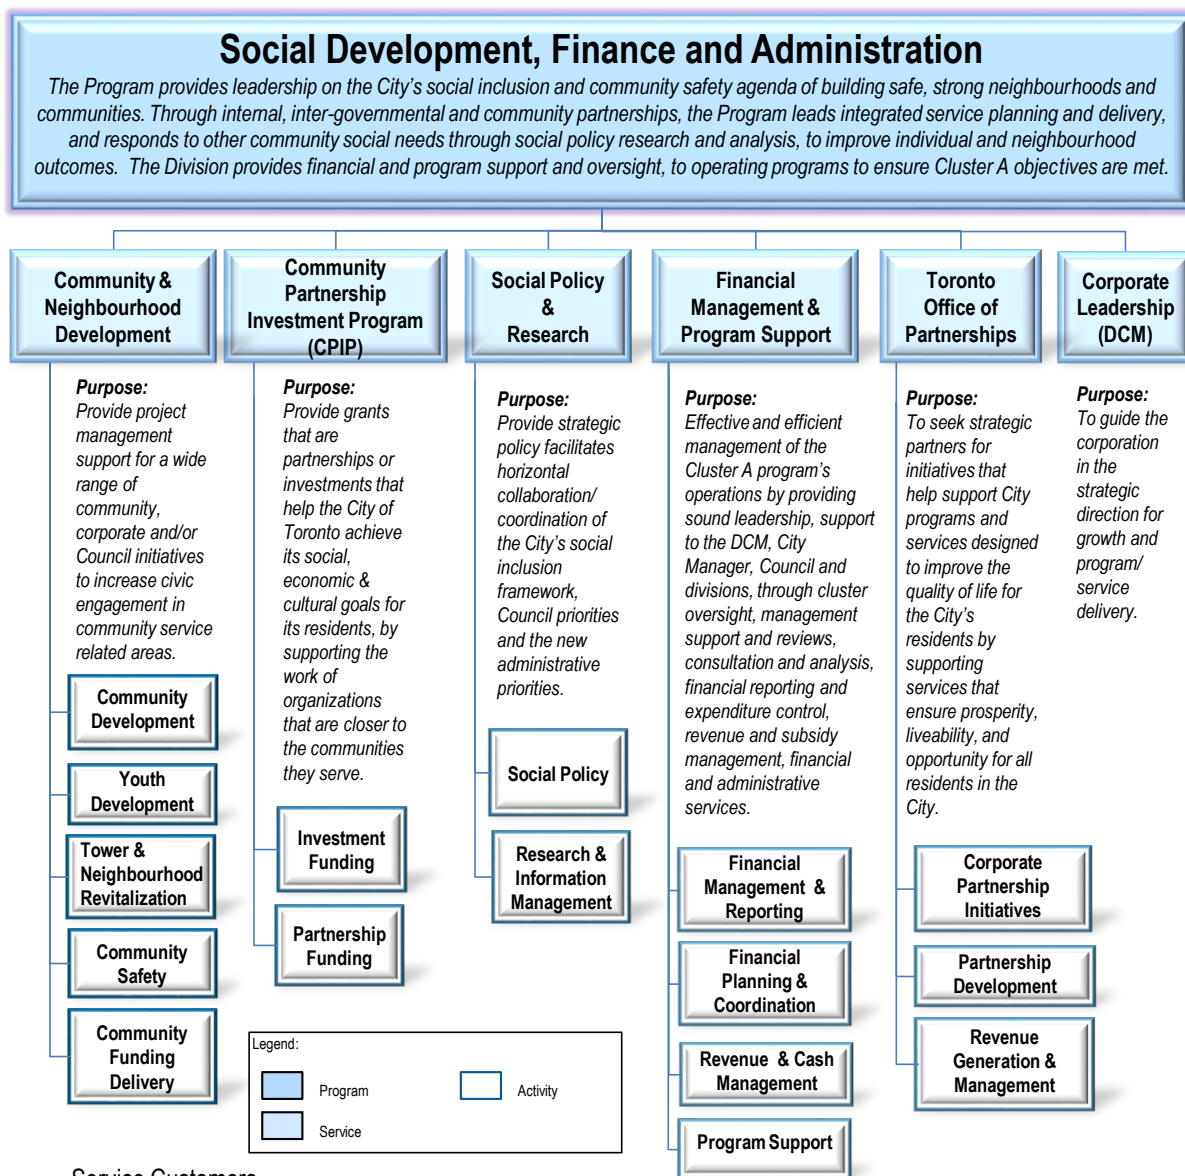 Social Development, Finance and Administration
The Program provides leadership on the City's social inclusion and community safety agenda of building safe, strong neighbourhoods and
communities. Through internal, inter-governmental and community partnerships, the Program leads integrated service planning and delivery,
and responds to other community social needs through social policy research and analysis, to improve individual and neighbourhood
outcomes.  The Division provides financial and program support and oversight, to operating programs to ensure Cluster A objectives are met.
Community &
Neighbourhood
Development
Purpose:
Provide project
management
support for a wide
range of
community,
corporate and/or
Council initiatives
to increase civic
engagement in
community service
related areas.
Community
Development
Youth
Development
Tower &
Neighbourhood
Revitalization
Community
Safety
Community
Funding
Delivery
Community
Partnership
Investment Program
(CPIP)
Purpose:
Provide grants
that are
partnerships or
investments that
help the City of
Toronto achieve
its social,
economic &
cultural goals for
its residents, by
supporting the
work of
organizations
that are closer to
the communities
they serve.
Investment
Funding
Partnership
Funding
Social Policy
&
Research
Purpose:
Provide strategic
policy facilitates
horizontal
collaboration/
coordination of
the City's social
inclusion
framework,
Council priorities
and the new
administrative
priorities.
Social Policy
Research &
Information
Management
Financial
Management &
Program Support
Purpose:
Effective and efficient
management of the
Cluster A program's
operations by providing
sound leadership, support
to the DCM, City
Manager, Council and
divisions, through cluster
oversight, management
support and reviews,
consultation and analysis,
financial reporting and
expenditure control,
revenue and subsidy
management, financial
and administrative
services.
Financial
Management &
Reporting
Financial
Planning &
Coordination
Revenue & Cash
Management
Program Support
Toronto
Office of
Partnerships
Purpose:
To seek strategic
partners for
initiatives that
help support City
programs and
services designed
to improve the
quality of life for
the City's
residents by
supporting
services that
ensure prosperity,
liveability, and
opportunity for all
residents in the
City.
Corporate
Partnership
Initiatives
Partnership
Development
Revenue
Generation &
Management
Corporate
Leadership
(DCM)
Purpose:
To guide the
corporation
in the
strategic
direction for
growth and
program/
service
delivery.
Legend:
Program
Activity
Service
Service Customers